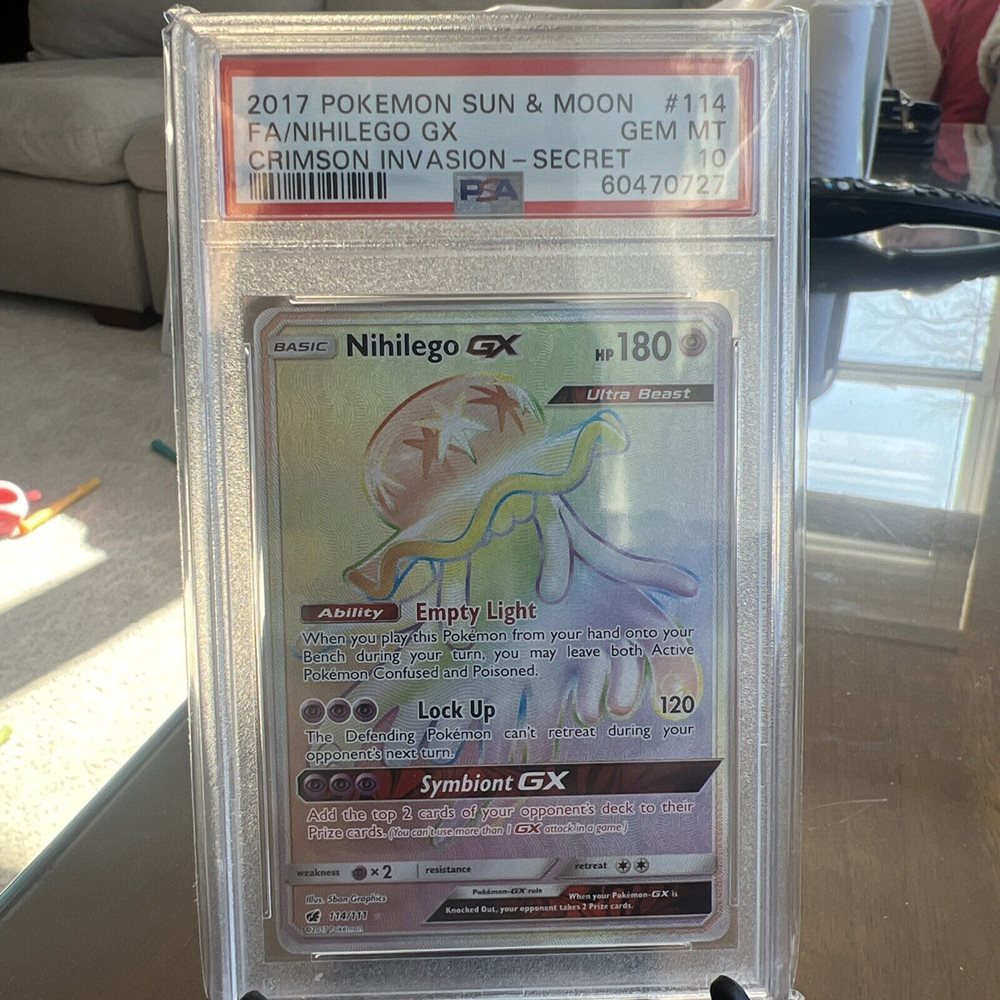 2017 POKEMON SUN & MOON #114
FA/NIHILEGO GX GEM MT
CRIMSON INVASION – SECRET 10
PSA 60470727
BASIC Nihilego GX HP 180
Ultra Beast
Ability Empty Light
When you play this Pokémon from your hand onto your
Bench during your turn, you may leave both Active
Pokémon Confused and Poisoned.
Lock Up 120
The Defending Pokémon can't retreat during your
opponent's next turn.
Symbiont GX
Add the top 2 cards of your opponent's deck to their
Prize cards. (You can't use more than 1 GX attack in a game.)
weakness ×2 resistance retreat
Illus. 5ban Graphics
Pokémon-GX rule When your Pokémon-GX is
Knocked Out, your opponent takes 2 Prize cards.
114/111
©2017 Pokémon